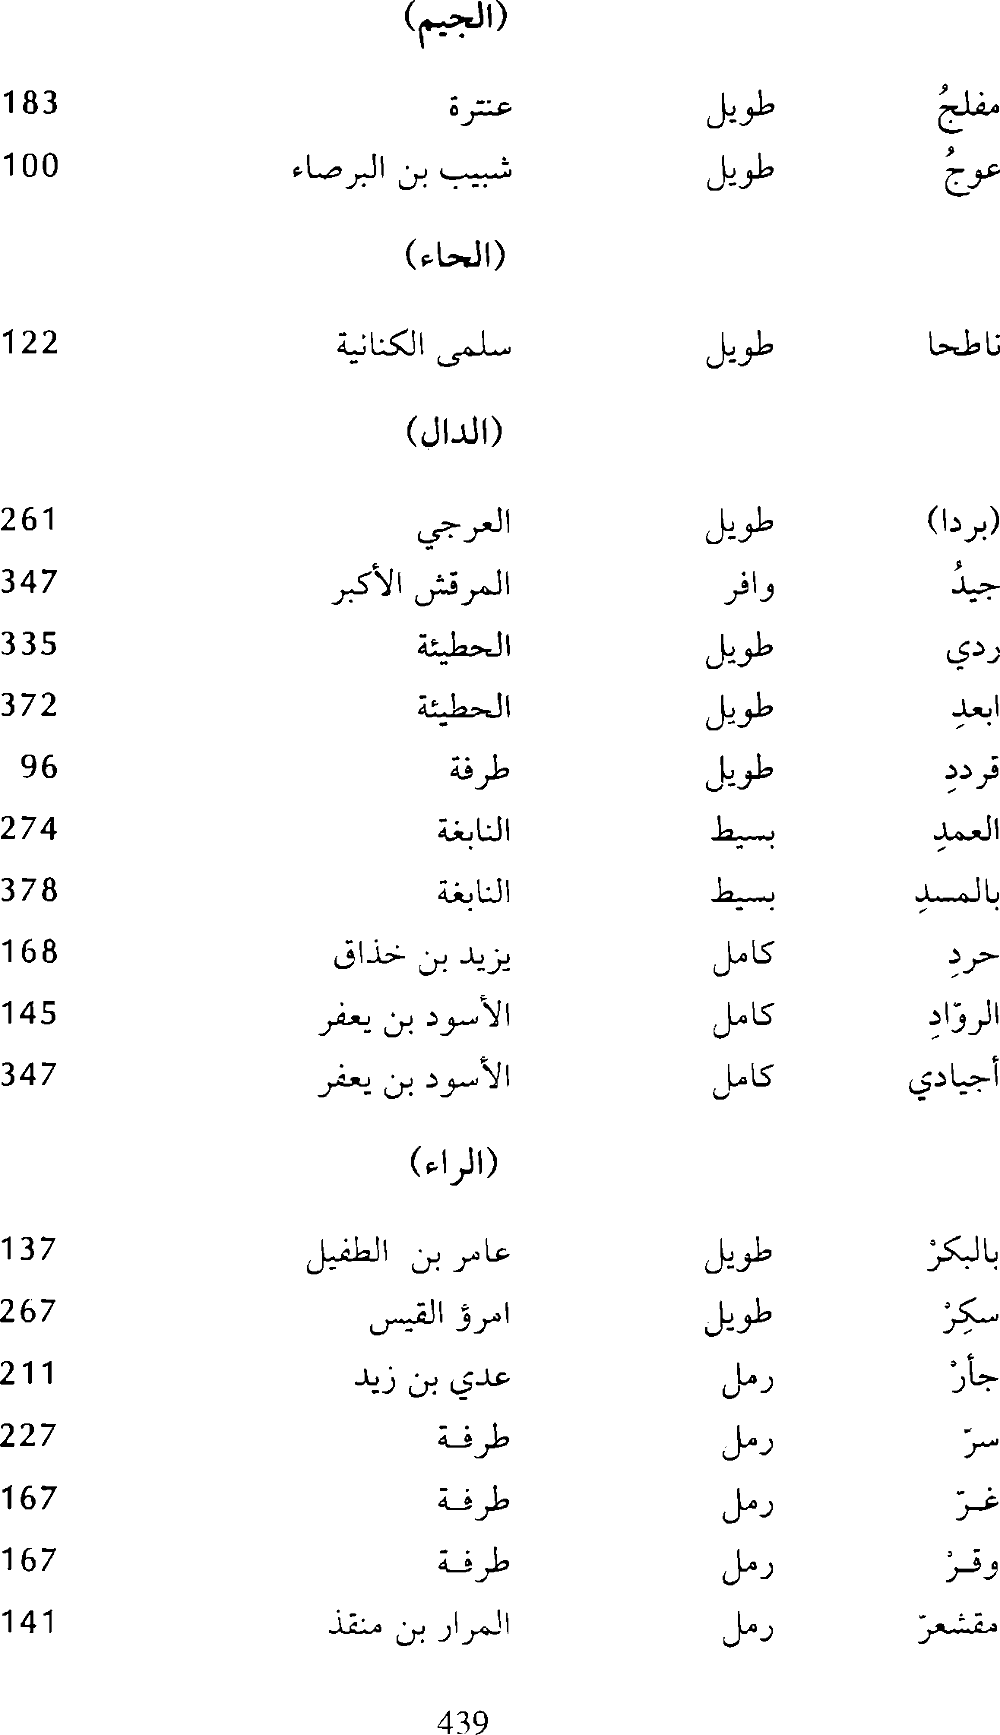 (الجيم)
مفلجُ طويل عنترة 183
عوجُ طويل شبيب بن البرصاء 100
(الحاء)
ناطحا طويل سلمى الكنانية 122
(الدال)
(بردا) طويل العرجي 261
جيدُ وافر المرقش الأكبر 347
ردي طويل الحطيئة 335
ابعدِ طويل الحطيئة 372
قرددِ طويل طرفة 96
العمدِ بسيط النابغة 274
بالمسدِ بسيط النابغة 378
حردِ كامل يزيد بن خذاق 168
الروّادِ كامل الأسود بن يعفر 145
أجيادي كامل الأسود بن يعفر 347
(الراء)
بالبكرْ طويل عامر بن الطفيل 137
سكِرْ طويل امرؤ القيس 267
جأرْ رمل عدي بن زيد 211
سرّ رمل طرفة 227
غرّ رمل طرفة 167
وقرْ رمل طرفة 167
مقشعرّ رمل المرار بن منقذ 141
439